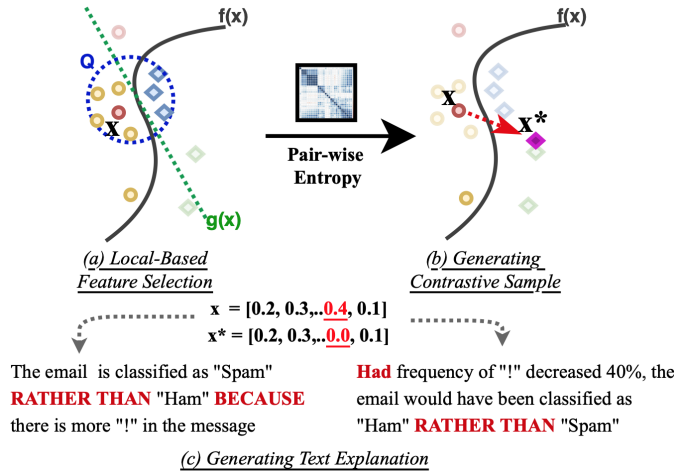 f(x)
f(x)
Q
x
x
x*
Pair-wise
Entropy
g(x)
(a) Local-Based
Feature Selection
(b) Generating
Contrastive Sample
x = [0.2, 0.3,..0.4, 0.1]
x* = [0.2, 0.3,..0.0, 0.1]
The email is classified as "Spam"
RATHER THAN "Ham" BECAUSE
there is more "!" in the message
Had frequency of "!" decreased 40%, the
email would have been classified as
"Ham" RATHER THAN "Spam"
(c) Generating Text Explanation